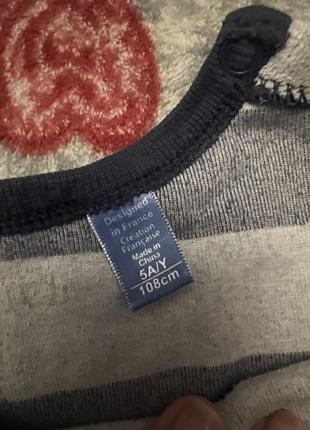 Designed
in France
Création
Française
Made in
China
5A/Y
108cm